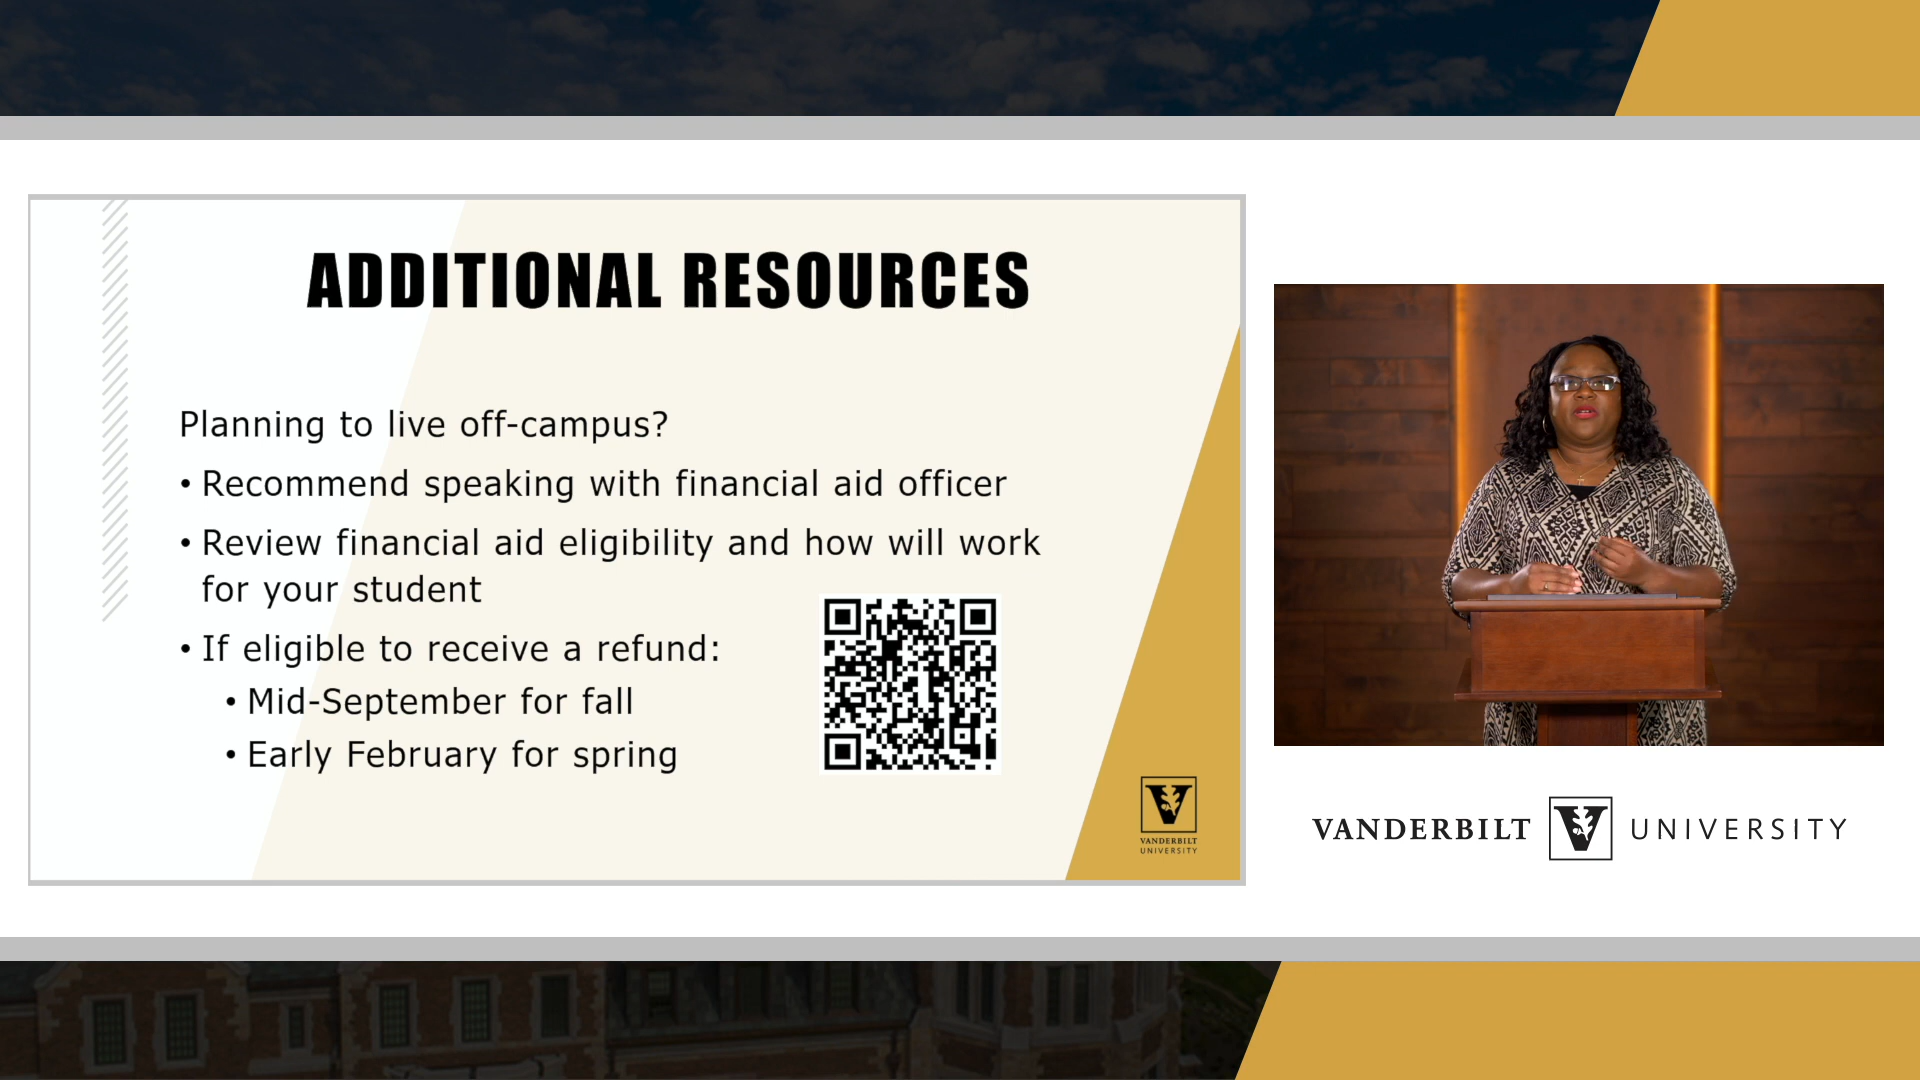 ADDITIONAL RESOURCES
Planning to live off-campus?
• Recommend speaking with financial aid officer
• Review financial aid eligibility and how will work
for your student
• If eligible to receive a refund:
• Mid-September for fall
• Early February for spring
V
VANDERBILT
UNIVERSITY
VANDERBILT V UNIVERSITY